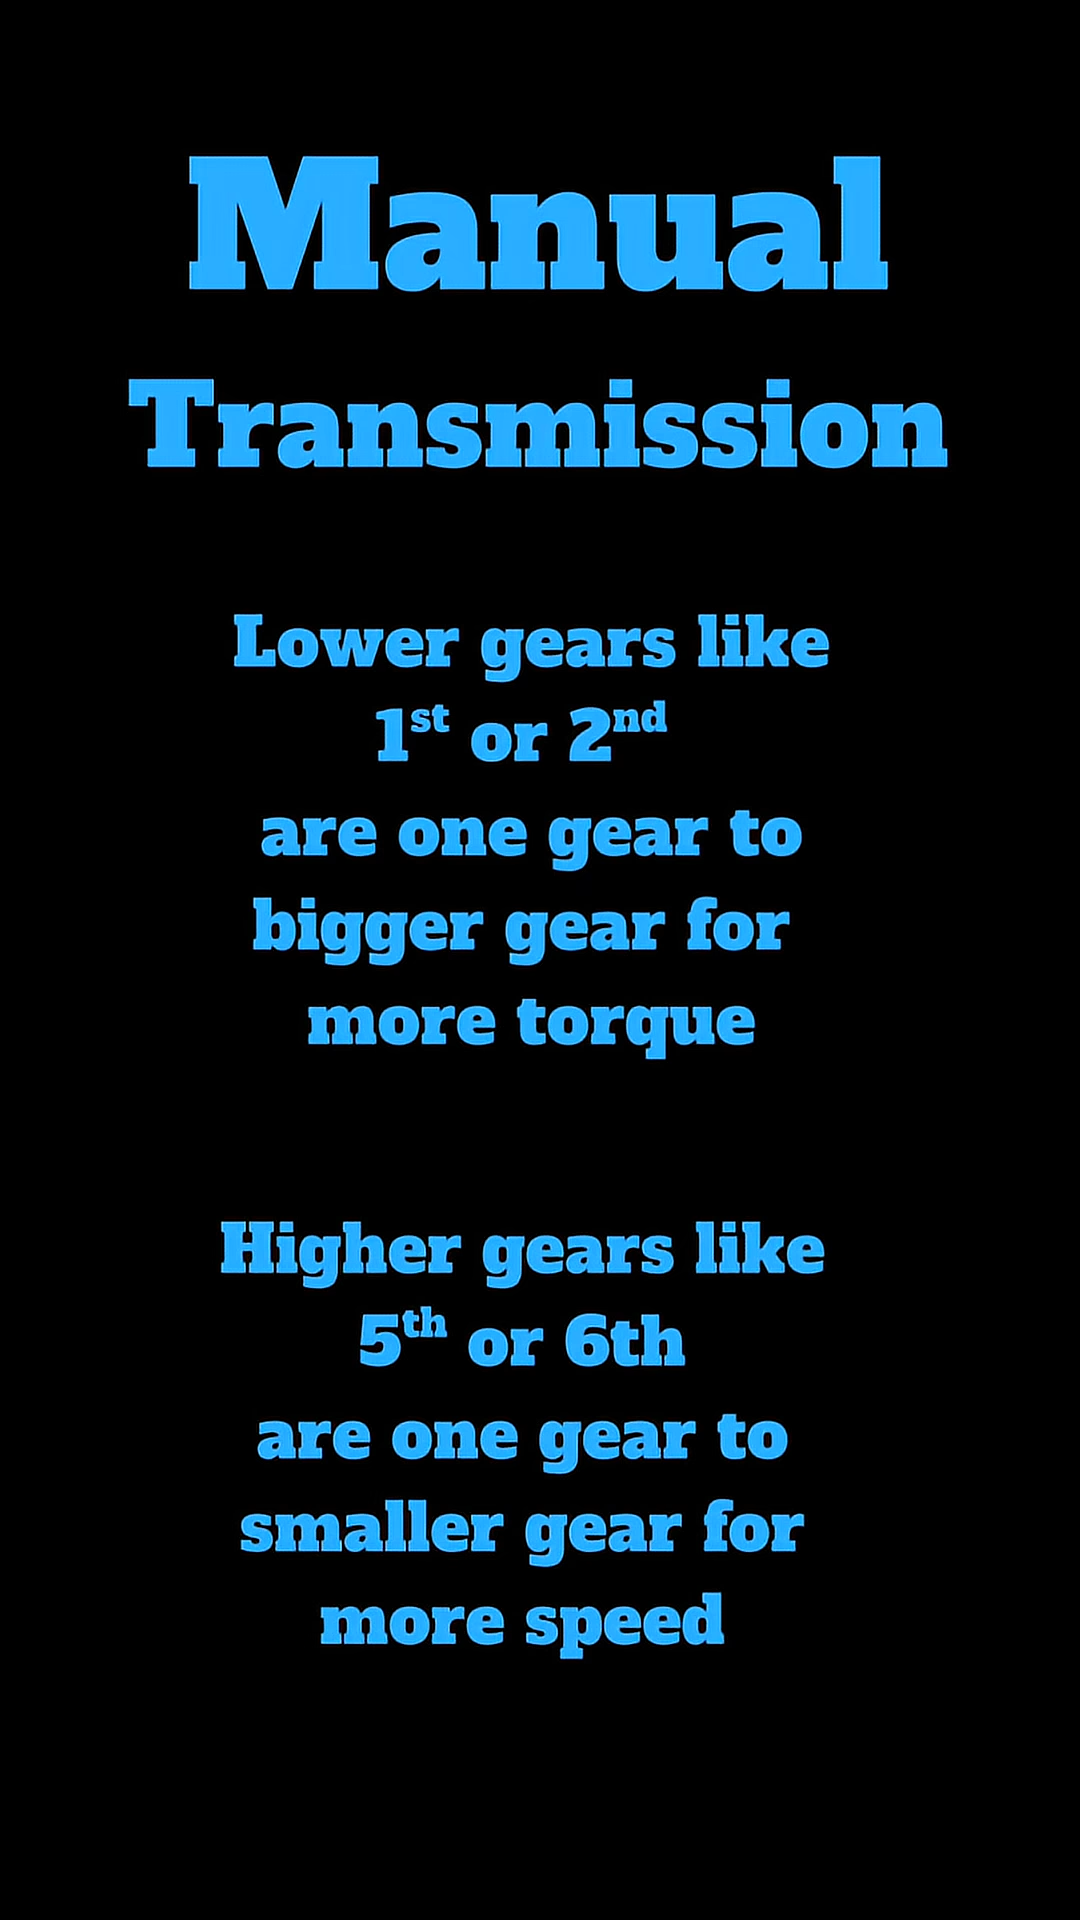 Manual
Transmission
Lower gears like
1st or 2nd
are one gear to
bigger gear for
more torque
Higher gears like
5th or 6th
are one gear to
smaller gear for
more speed